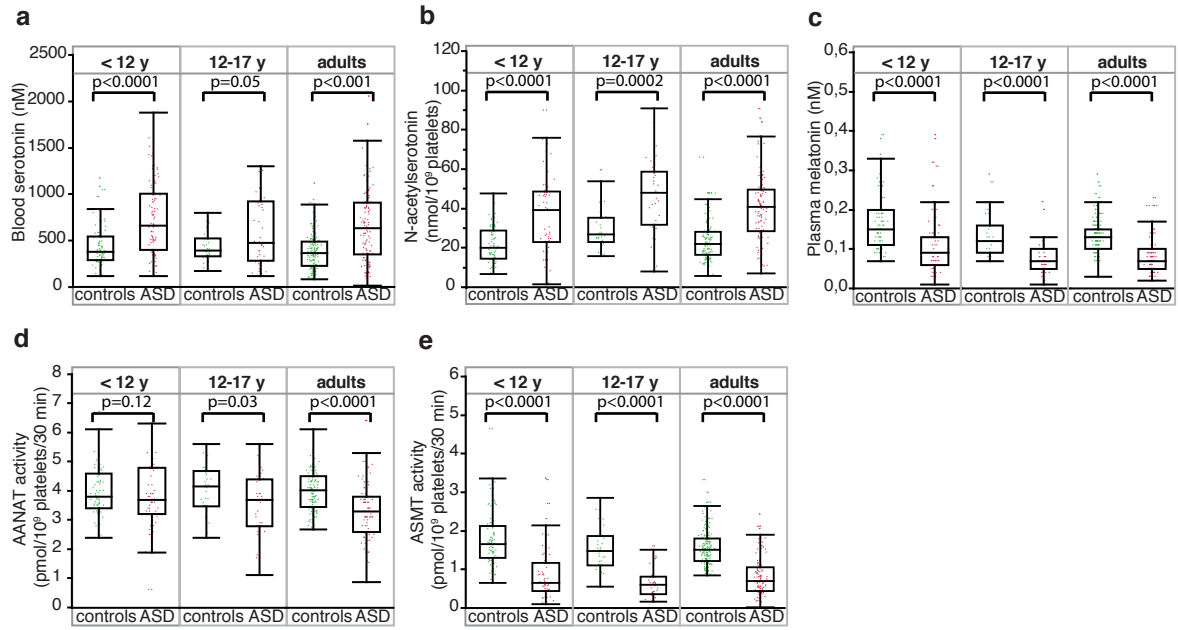 a
< 12 y 12-17 y adults
p<0.0001 p=0.05 p<0.001
Blood serotonin (nM)
2500
2000
1500
1000
500
0
controls ASD controls ASD controls ASD
b
< 12 y 12-17 y adults
p<0.0001 p=0.0002 p<0.0001
N-acetylserotonin
(nmol/10⁹ platelets)
120
100
80
60
40
20
0
controls ASD controls ASD controls ASD
c
< 12 y 12-17 y adults
p<0.0001 p<0.0001 p<0.0001
Plasma melatonin (nM)
0,6
0,5
0,4
0,3
0,2
0,1
0,0
controls ASD controls ASD controls ASD
d
< 12 y 12-17 y adults
p=0.12 p=0.03 p<0.0001
AANAT activity
(pmol/10⁹ platelets/30 min)
8
7
6
5
4
3
2
1
0
controls ASD controls ASD controls ASD
e
< 12 y 12-17 y adults
p<0.0001 p<0.0001 p<0.0001
ASMT activity
(pmol/10⁹ platelets/30 min)
6
5
4
3
2
1
0
controls ASD controls ASD controls ASD